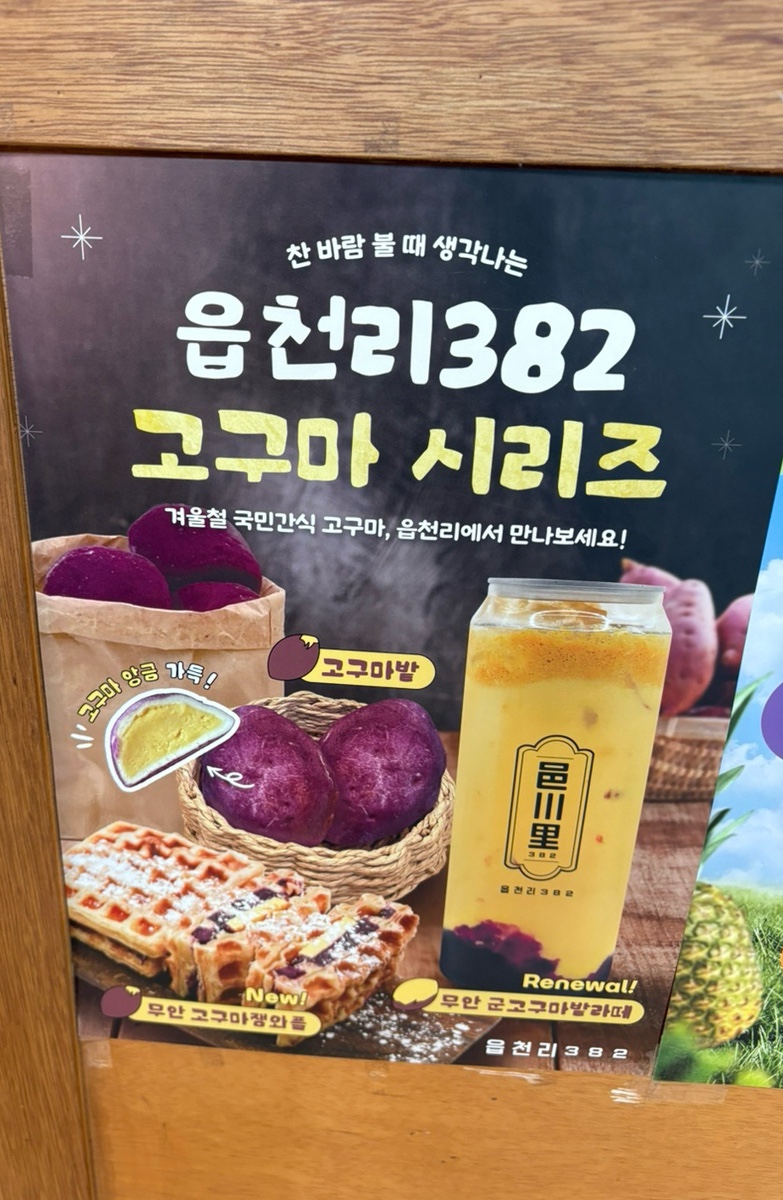 찬 바람 불 때 생각나는
읍천리382
고구마 시리즈
겨울철 국민간식 고구마, 읍천리에서 만나보세요!
고구마밭
고구마 앙금 가득!
邑川里
382
읍천리382
New!
무안 고구마잼와플
Renewal!
무안 군고구마밭라떼
읍천리382